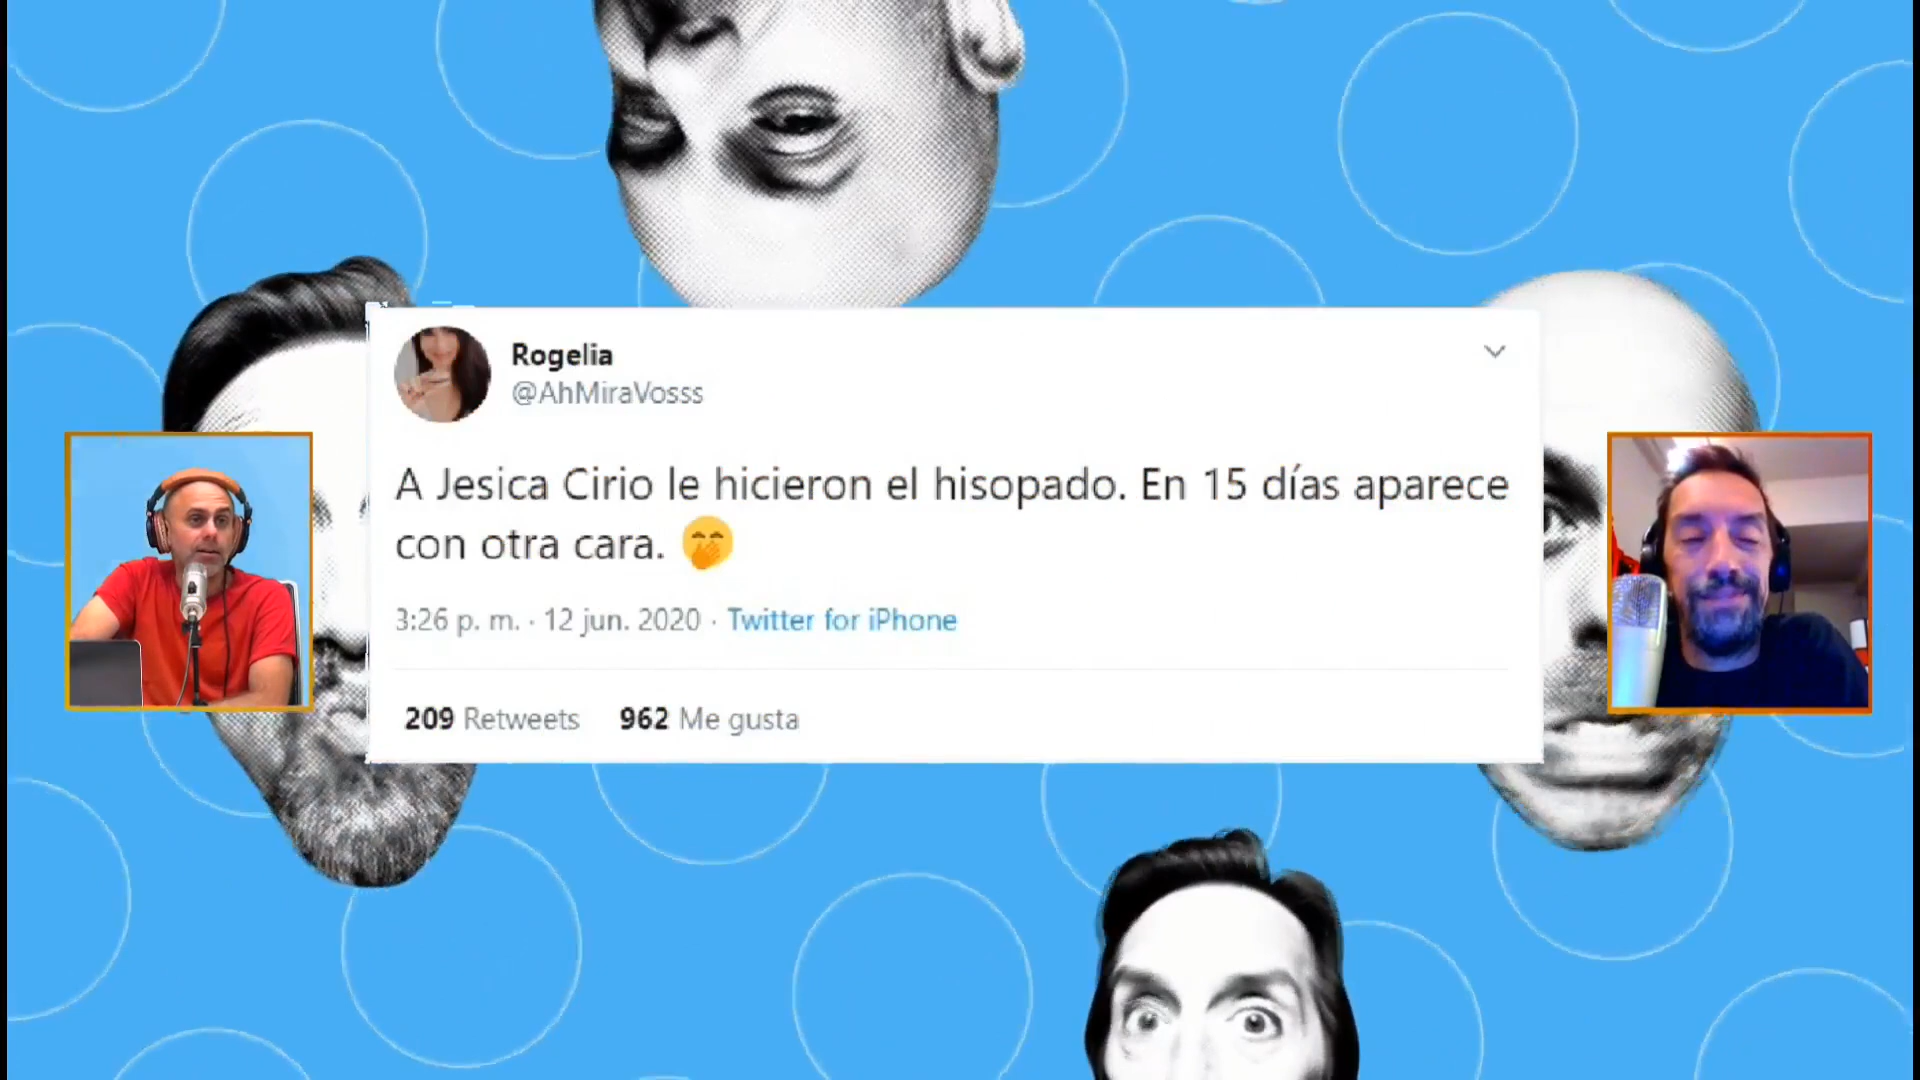 Rogelia
@AhMiraVosss
A Jesica Cirio le hicieron el hisopado. En 15 días aparece
con otra cara. 🤭
3:26 p. m. · 12 jun. 2020 · Twitter for iPhone
209 Retweets 962 Me gusta